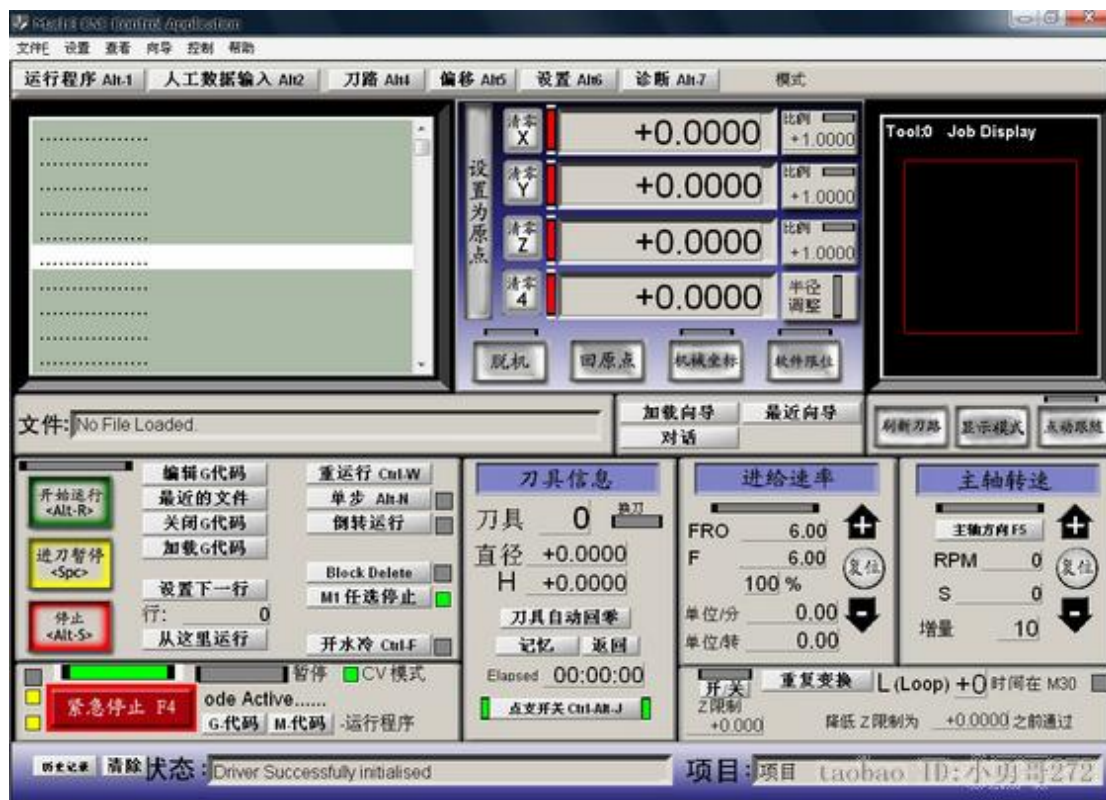 Mach3 CNC Control Application
文件F 设置 查看 向导 控制 帮助
运行程序 Alt-1 人工数据输入 Alt2 刀路 Alt4 偏移 Alt5 设置 Alt6 诊断 Alt-7 模式
设置为原点
清零 X +0.0000 比例 +1.0000
清零 Y +0.0000 比例 +1.0000
清零 Z +0.0000 比例 +1.0000
清零 4 +0.0000 半径调整
脱机 回原点 机械坐标 软件限位
Tool:0 Job Display
文件: No File Loaded.
加载向导 最近向导
对话
刷新刀路 显示模式 点动跟随
开始运行 <Alt-R>
进刀暂停 <Spc>
停止 <Alt-S>
编辑G代码
最近的文件
关闭G代码
加载G代码
设置下一行
行: 0
从这里运行
重运行 Ctrl-W
单步 Alt-N
倒转运行
Block Delete
M1 任选停止
开水冷 Ctrl-F
刀具信息
刀具 0 换刀
直径 +0.0000
H +0.0000
刀具自动回零
记忆 返回
Elapsed 00:00:00
点支开关 Ctrl-Alt-J
进给速率
FRO 6.00
F 6.00
100 %
复位
单位/分 0.00
单位/转 0.00
主轴转速
主轴方向 F5
RPM 0
S 0
复位
增量 10
暂停 CV 模式
紧急停止 F4
ode Active......
G-代码 M-代码 -运行程序
开/关 重复变换 L (Loop) +0 时间在 M30
Z 限制
+0.000 降低 Z 限制为 +0.0000 之前通过
历史记录 清除 状态: Driver Successfully initialised
项目: 项目
taobao ID:小勇哥272